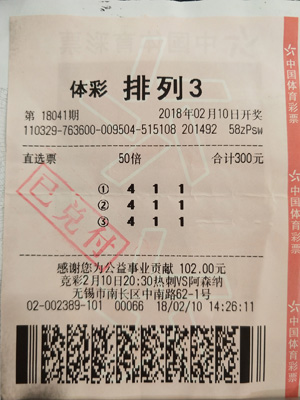 体彩 排列3
第 18041期 2018年02月10日开奖
110329-763600-009504-515108 201492 58zPsw
直选票 50倍 合计300元
① 4 1 1
② 4 1 1
③ 4 1 1
已兑付
感谢您为公益事业贡献 102.00元
竞彩2月10日20:30热刺VS阿森纳
无锡市南长区中南路62-1号
02-002389-101 00066 18/02/10 14:26:11
中国体育彩票
中国体育彩票